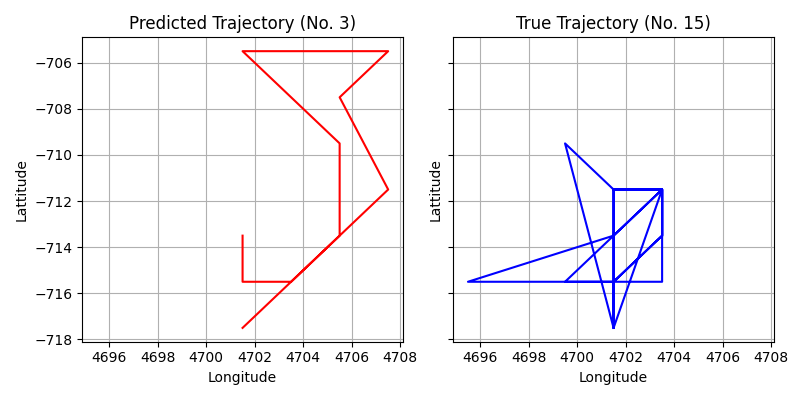 Predicted Trajectory (No. 3)
True Trajectory (No. 15)
Lattitude
−706
−708
−710
−712
−714
−716
−718
4696 4698 4700 4702 4704 4706 4708
Longitude
Lattitude
4696 4698 4700 4702 4704 4706 4708
Longitude